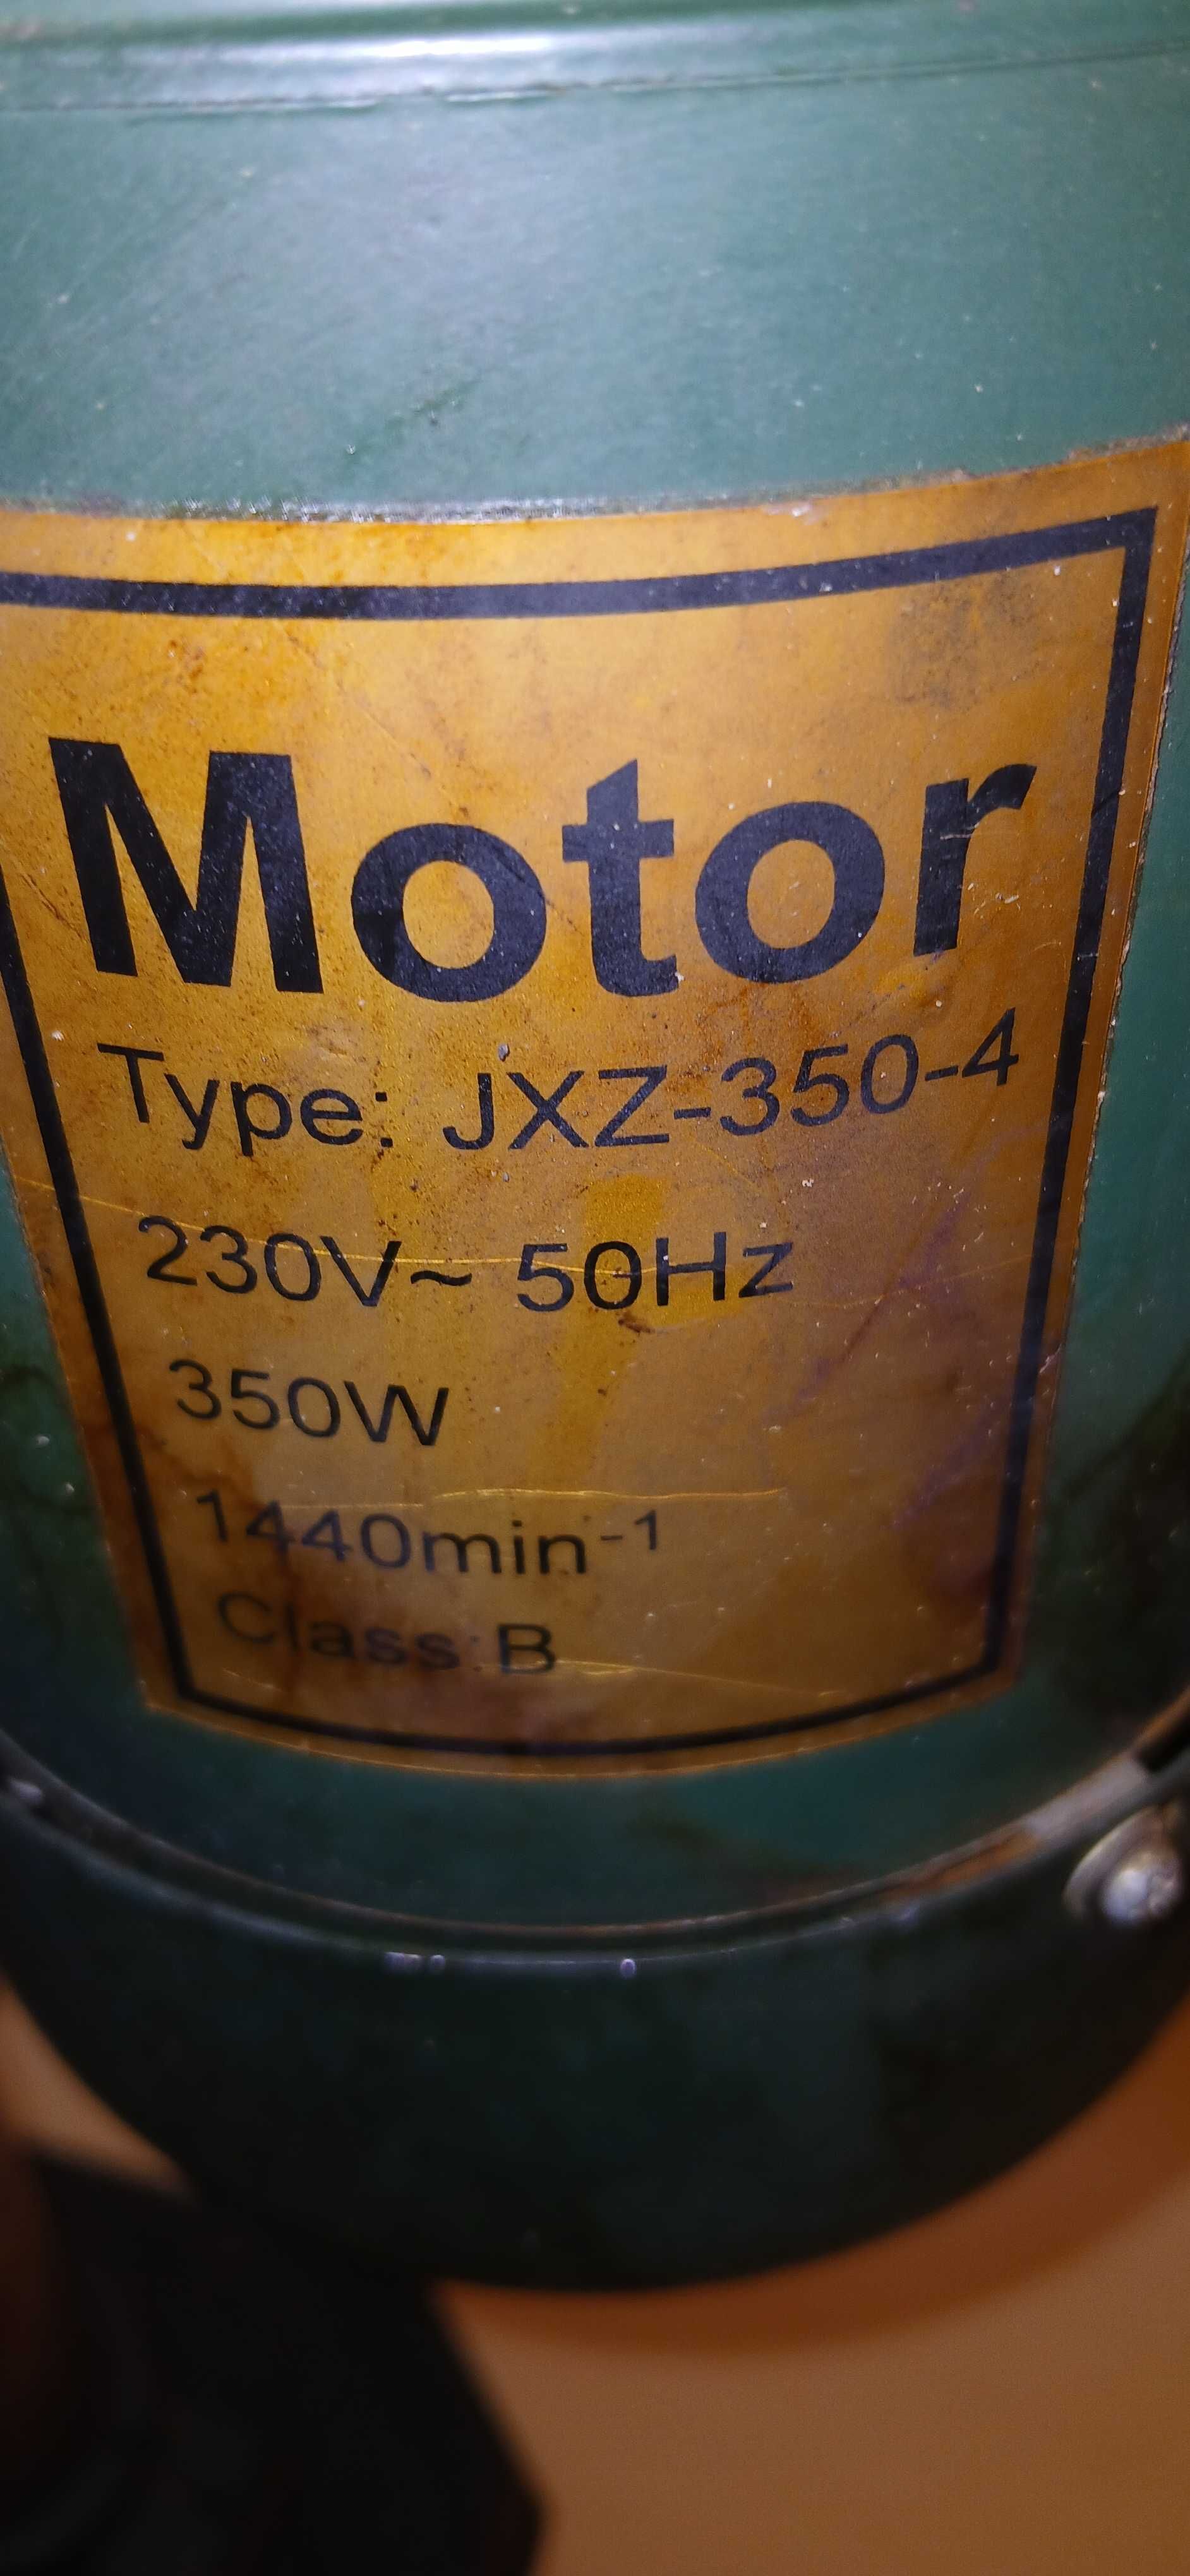 Motor
Type: JXZ-350-4
230V~ 50Hz
350W
1440min⁻¹
Class:B